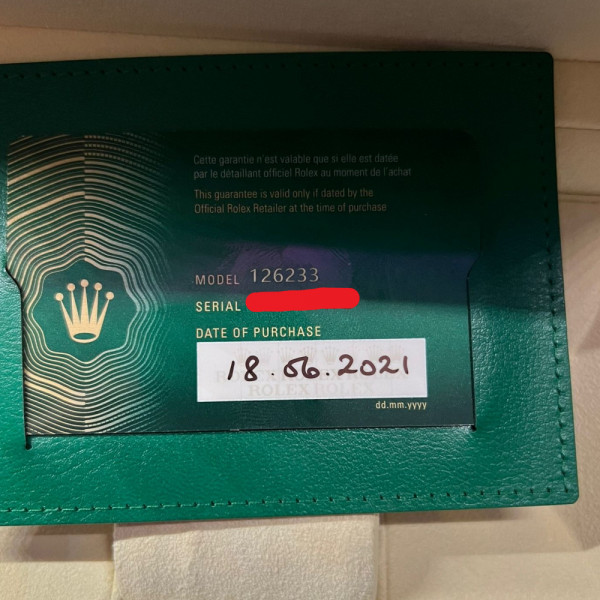 Cette garantie n'est valable que si elle est datée
par le détaillant officiel Rolex au moment de l'achat
This guarantee is valid only if dated by the
Official Rolex Retailer at the time of purchase
MODEL 126233
SERIAL
DATE OF PURCHASE
18.06.2021
ROLEX ROLEX
dd.mm.yyyy